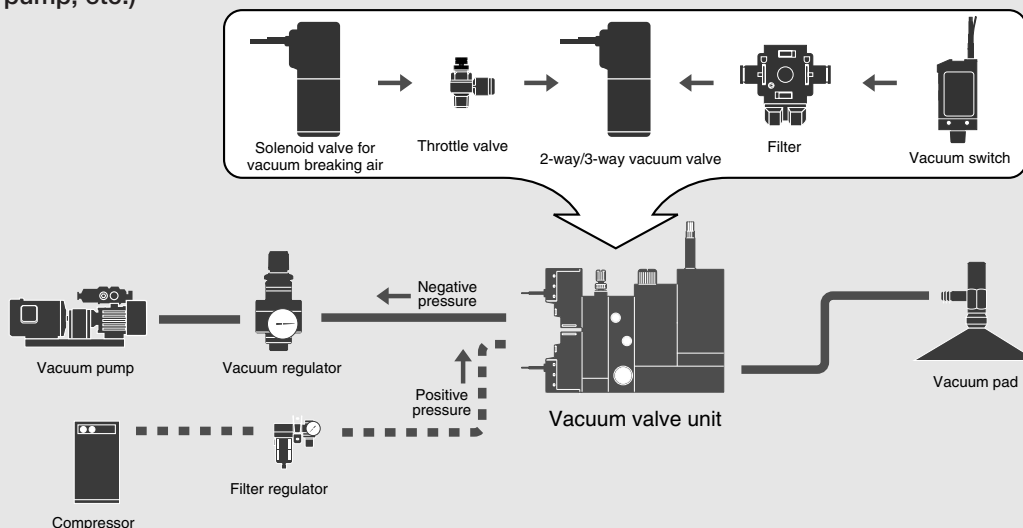 pump, etc.)
Solenoid valve for
vacuum breaking air
Throttle valve
2-way/3-way vacuum valve
Filter
Vacuum switch
Negative
pressure
Vacuum pump
Vacuum regulator
Positive
pressure
Vacuum valve unit
Vacuum pad
Filter regulator
Compressor